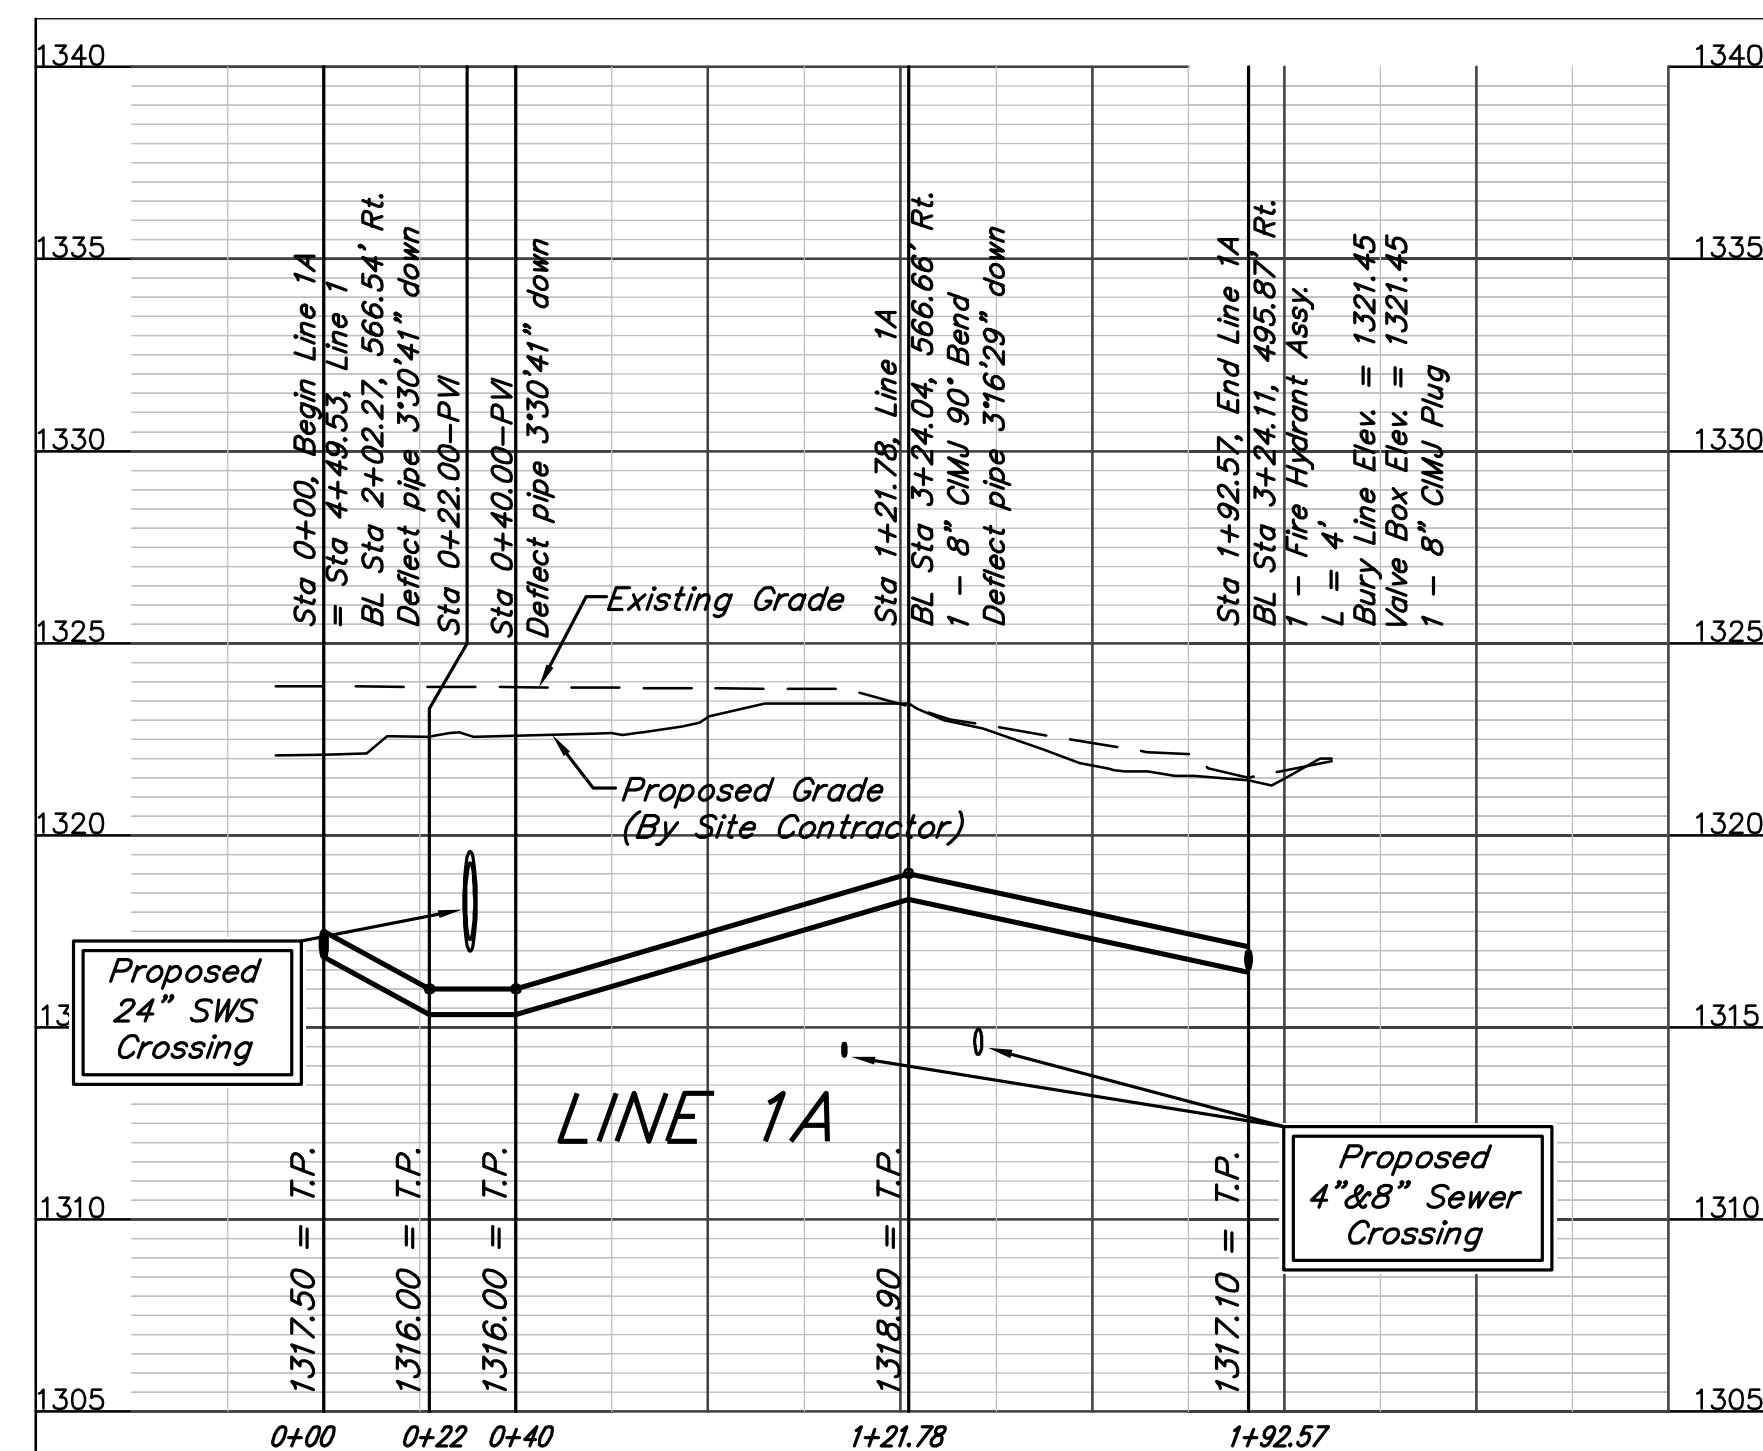 1340
1340
1335
1335
1330
1330
1325
1325
1320
1320
13
1315
1310
1310
1305
1305
Sta 0+00, Begin Line 1A
= Sta 4+49.53, Line 1
BL Sta 2+02.27, 566.54' Rt.
Deflect pipe 3°30'41" down
Sta 0+22.00-PVI
Sta 0+40.00-PVI
Deflect pipe 3°30'41" down
Sta 1+21.78, Line 1A
BL Sta 3+24.04, 566.66' Rt.
1 - 8" CIMJ 90° Bend
Deflect pipe 3°16'29" down
Sta 1+92.57, End Line 1A
BL Sta 3+24.11, 495.87' Rt.
1 - Fire Hydrant Assy.
L = 4'
Bury Line Elev. = 1321.45
Valve Box Elev. = 1321.45
1 - 8" CIMJ Plug
Existing Grade
Proposed Grade
(By Site Contractor)
Proposed
24" SWS
Crossing
LINE 1A
Proposed
4"&8" Sewer
Crossing
1317.50 = T.P.
1316.00 = T.P.
1316.00 = T.P.
1318.90 = T.P.
1317.10 = T.P.
0+00
0+22
0+40
1+21.78
1+92.57